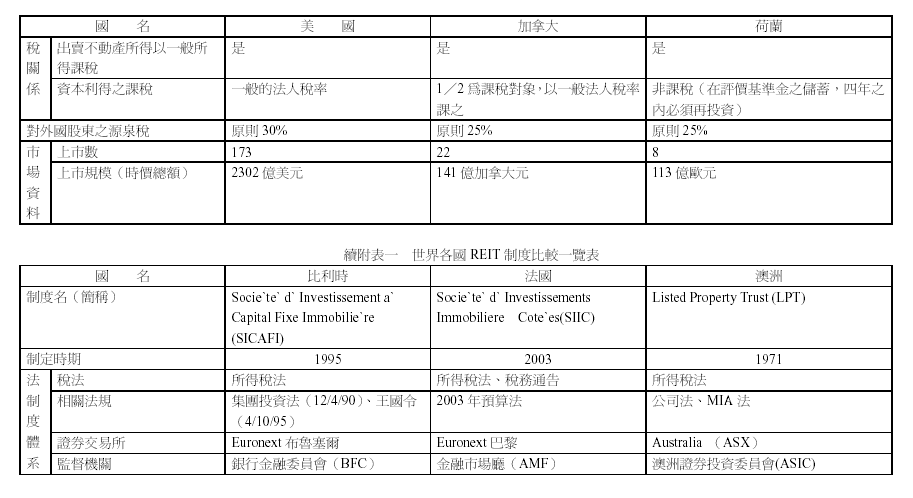 國　名　美　國　加拿大　荷蘭
稅關係　出賣不動產所得以一般所得課稅　是　是　是
資本利得之課稅　一般的法人稅率　1／2 為課稅對象，以一般法人稅率課之　非課稅（在評價基準金之儲蓄，四年之內必須再投資）
對外國股東之源泉稅　原則 30%　原則 25%　原則 25%
市場資料　上市數　173　22　8
上市規模（時價總額）　2302 億美元　141 億加拿大元　113 億歐元
續附表一　世界各國 REIT 制度比較一覽表
國　名　比利時　法國　澳洲
制度名（簡稱）　Socie`te` d` Investissement a` Capital Fixe Immobilie`re (SICAFI)　Socie`te` d` Investissements Immobiliere　Cote`es(SIIC)　Listed Property Trust (LPT)
制定時期　1995　2003　1971
法制度體系　稅法　所得稅法　所得稅法、稅務通告　所得稅法
相關法規　集團投資法（12/4/90）、王國令（4/10/95）　2003 年預算法　公司法、MIA 法
證券交易所　Euronext 布魯塞爾　Euronext 巴黎　Australia （ASX）
監督機關　銀行金融委員會（BFC）　金融市場廳（AMF）　澳洲證券投資委員會(ASIC)